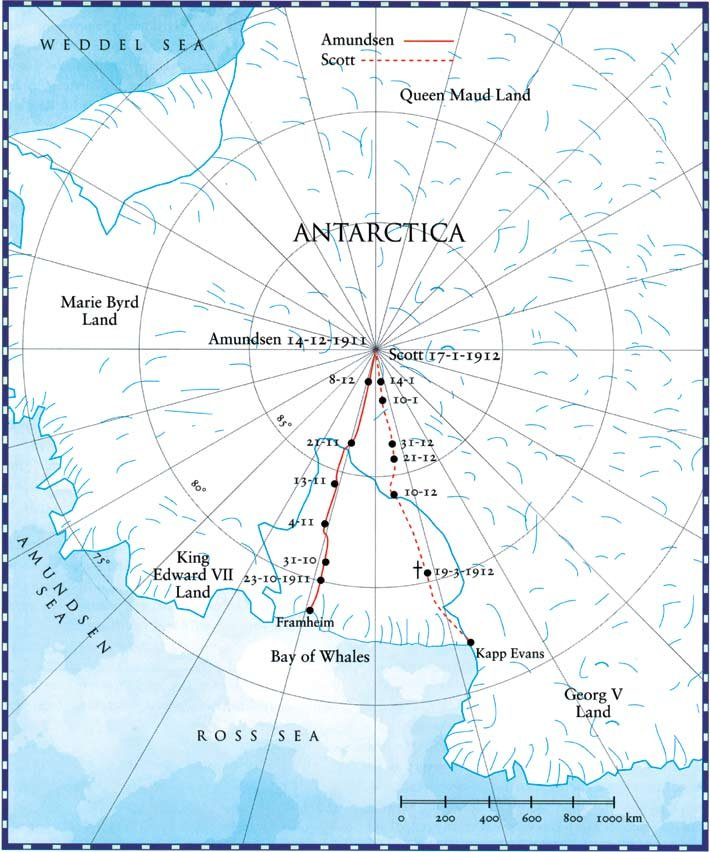 WEDDEL SEA
Amundsen
Scott
Queen Maud Land
ANTARCTICA
Marie Byrd
Land
Amundsen 14-12-1911
Scott 17-1-1912
8-12
14-1
10-1
85°
21-11
31-12
21-12
80°
13-11
10-12
4-11
75°
AMUNDSEN
SEA
King
Edward VII
Land
31-10
23-10-1911
†
19-3-1912
Framheim
Kapp Evans
Bay of Whales
Georg V
Land
ROSS SEA
0 200 400 600 800 1000 km